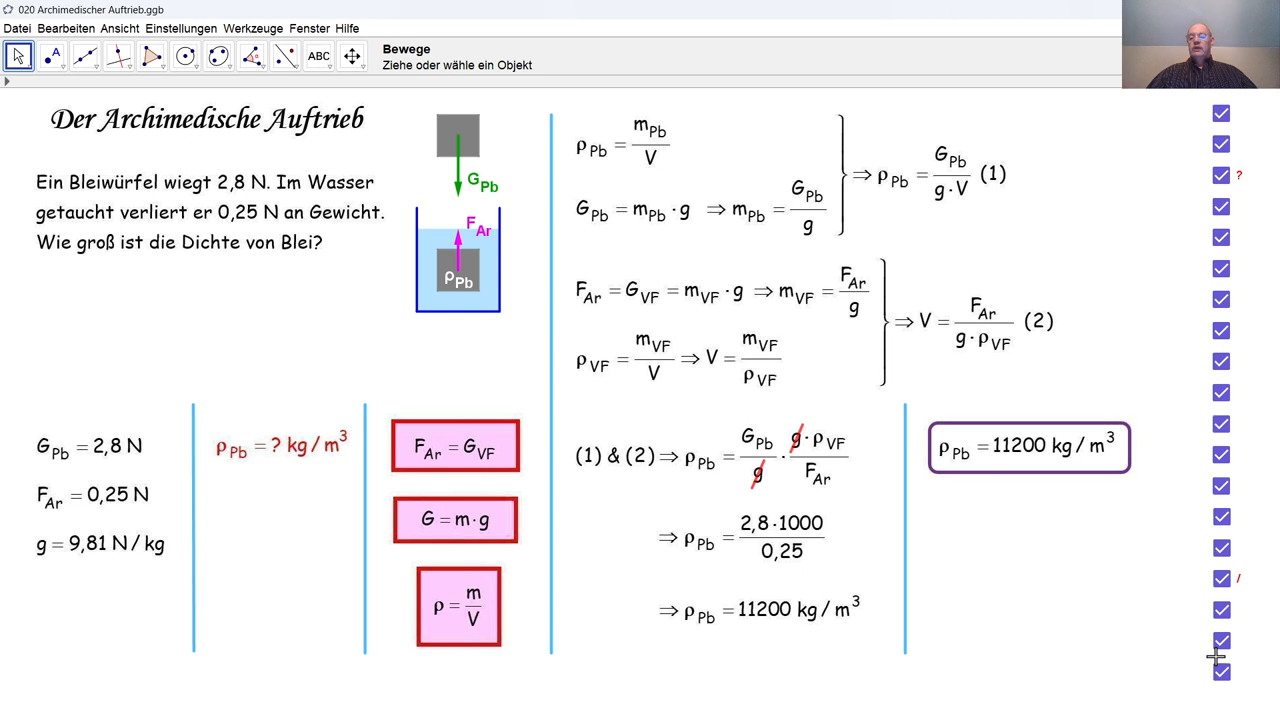 020 Archimedischer Auftrieb.ggb
Datei Bearbeiten Ansicht Einstellungen Werkzeuge Fenster Hilfe
A
ABC
Bewege
Ziehe oder wähle ein Objekt
Der Archimedische Auftrieb
Ein Bleiwürfel wiegt 2,8 N. Im Wasser
getaucht verliert er 0,25 N an Gewicht.
Wie groß ist die Dichte von Blei?
G_Pb
F_Ar
ρ_Pb
ρ_Pb = m_Pb / V
G_Pb = m_Pb · g ⇒ m_Pb = G_Pb / g
⇒ ρ_Pb = G_Pb / (g · V) (1)
F_Ar = G_VF = m_VF · g ⇒ m_VF = F_Ar / g
ρ_VF = m_VF / V ⇒ V = m_VF / ρ_VF
⇒ V = F_Ar / (g · ρ_VF) (2)
G_Pb = 2,8 N
F_Ar = 0,25 N
g = 9,81 N / kg
ρ_Pb = ? kg / m³
F_Ar = G_VF
G = m · g
ρ = m / V
(1) & (2) ⇒ ρ_Pb = G_Pb / g · g · ρ_VF / F_Ar
⇒ ρ_Pb = 2,8 · 1000 / 0,25
⇒ ρ_Pb = 11200 kg / m³
ρ_Pb = 11200 kg / m³
?
/